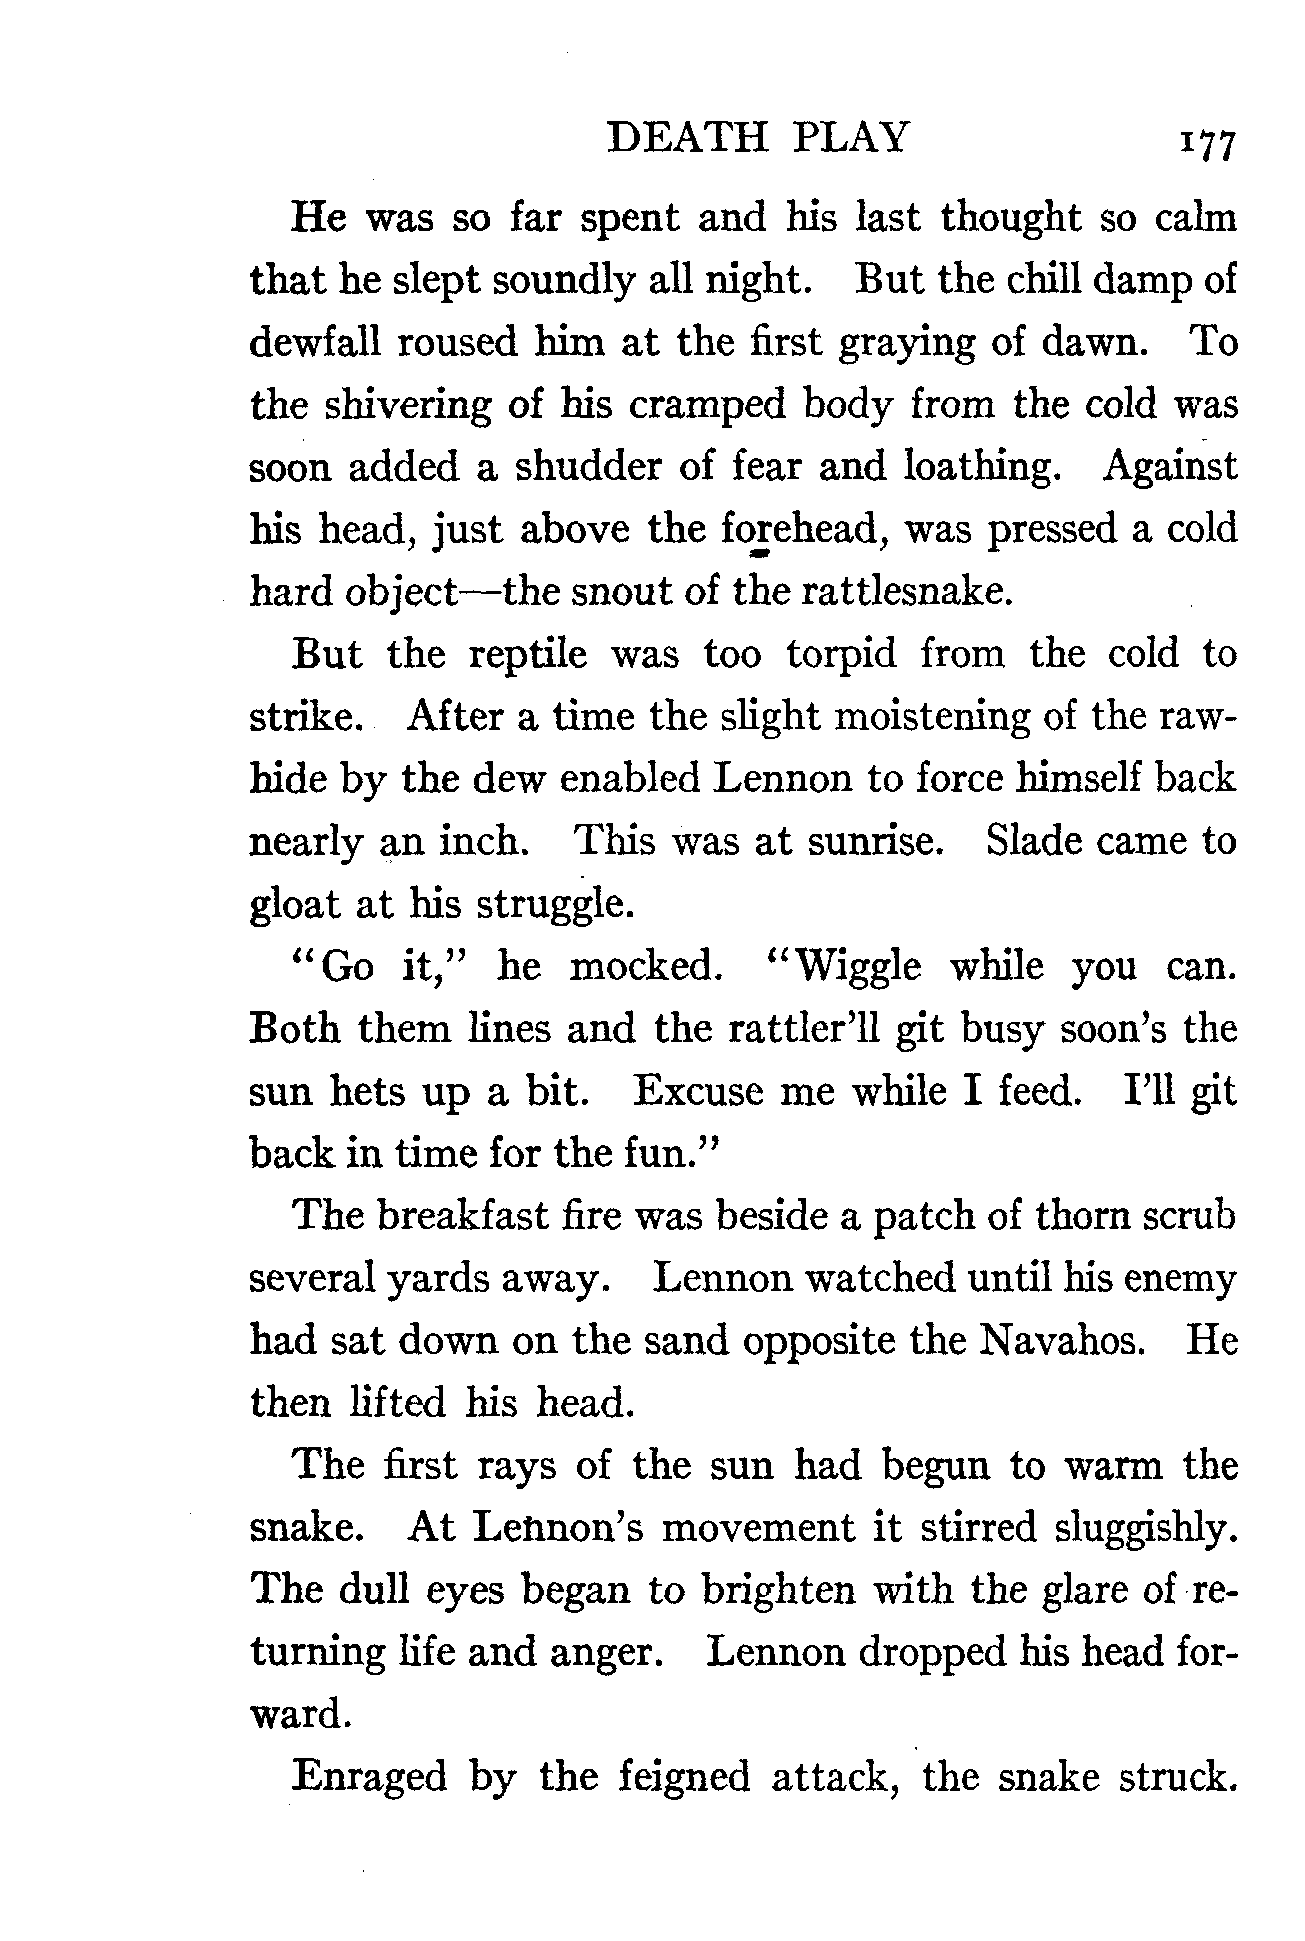 DEATH PLAY 177
He was so far spent and his last thought so calm
that he slept soundly all night. But the chill damp of
dewfall roused him at the first graying of dawn. To
the shivering of his cramped body from the cold was
soon added a shudder of fear and loathing. Against
his head, just above the forehead, was pressed a cold
hard object—the snout of the rattlesnake.
But the reptile was too torpid from the cold to
strike. After a time the slight moistening of the raw-
hide by the dew enabled Lennon to force himself back
nearly an inch. This was at sunrise. Slade came to
gloat at his struggle.
“Go it,” he mocked. “Wiggle while you can.
Both them lines and the rattler’ll git busy soon’s the
sun hets up a bit. Excuse me while I feed. I’ll git
back in time for the fun.”
The breakfast fire was beside a patch of thorn scrub
several yards away. Lennon watched until his enemy
had sat down on the sand opposite the Navahos. He
then lifted his head.
The first rays of the sun had begun to warm the
snake. At Lennon’s movement it stirred sluggishly.
The dull eyes began to brighten with the glare of re-
turning life and anger. Lennon dropped his head for-
ward.
Enraged by the feigned attack, the snake struck.